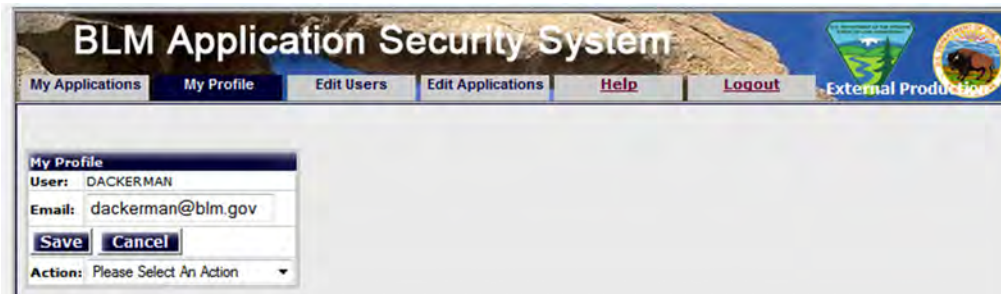 BLM Application Security System
My Applications My Profile Edit Users Edit Applications Help Logout
External Production
My Profile
User: DACKERMAN
Email: dackerman@blm.gov
Save Cancel
Action: Please Select An Action